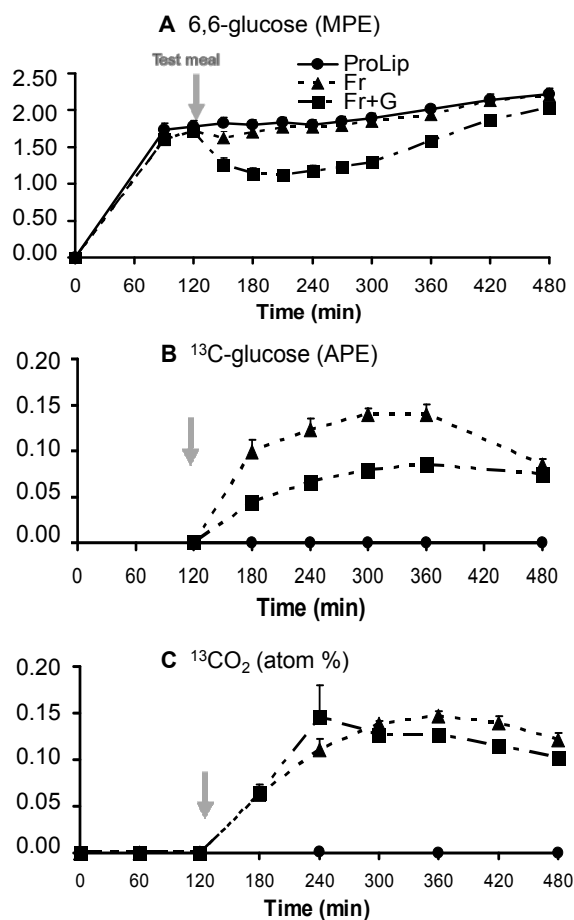 A 6,6-glucose (MPE)
Test meal
ProLip
Fr
Fr+G
2.50
2.00
1.50
1.00
0.50
0.00
0 60 120 180 240 300 360 420 480
Time (min)
B ¹³C-glucose (APE)
0.20
0.15
0.10
0.05
0.00
0 60 120 180 240 300 360 420 480
Time (min)
C ¹³CO₂ (atom %)
0.20
0.15
0.10
0.05
0.00
0 60 120 180 240 300 360 420 480
Time (min)